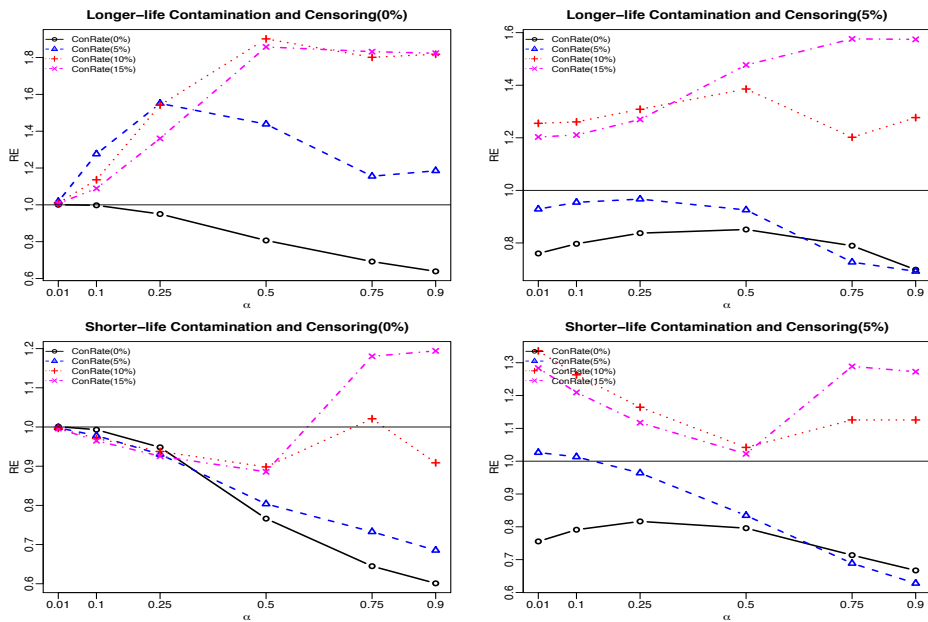 Longer−life Contamination and Censoring(0%)
ConRate(0%)
ConRate(5%)
ConRate(10%)
ConRate(15%)
RE
0.6
0.8
1.0
1.2
1.4
1.6
1.8
0.01
0.1
0.25
0.5
0.75
0.9
α
Longer−life Contamination and Censoring(5%)
ConRate(0%)
ConRate(5%)
ConRate(10%)
ConRate(15%)
RE
0.8
1.0
1.2
1.4
1.6
0.01
0.1
0.25
0.5
0.75
0.9
α
Shorter−life Contamination and Censoring(0%)
ConRate(0%)
ConRate(5%)
ConRate(10%)
ConRate(15%)
RE
0.6
0.7
0.8
0.9
1.0
1.1
1.2
0.01
0.1
0.25
0.5
0.75
0.9
α
Shorter−life Contamination and Censoring(5%)
ConRate(0%)
ConRate(5%)
ConRate(10%)
ConRate(15%)
RE
0.6
0.7
0.8
0.9
1.0
1.1
1.2
1.3
0.01
0.1
0.25
0.5
0.75
0.9
α